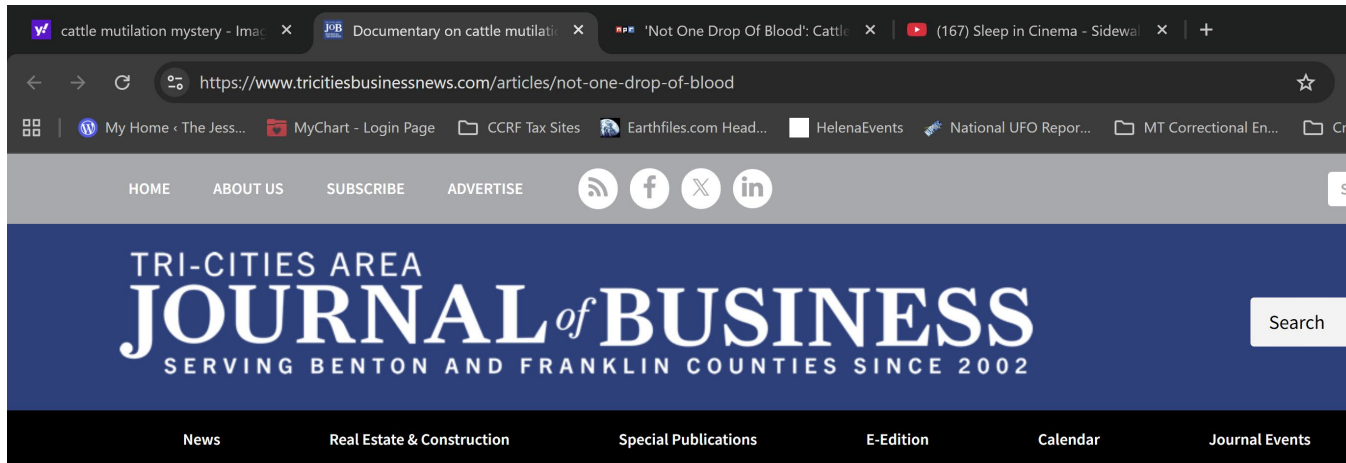 cattle mutilation mystery - Imag
JOB Documentary on cattle mutilatio
npr 'Not One Drop Of Blood': Cattle
(167) Sleep in Cinema - Sidewal
https://www.tricitiesbusinessnews.com/articles/not-one-drop-of-blood
My Home ‹ The Jess... MyChart - Login Page CCRF Tax Sites Earthfiles.com Head... HelenaEvents National UFO Repor... MT Correctional En... Cr
HOME ABOUT US SUBSCRIBE ADVERTISE
TRI-CITIES AREA
JOURNAL of BUSINESS
SERVING BENTON AND FRANKLIN COUNTIES SINCE 2002
Search
News Real Estate & Construction Special Publications E-Edition Calendar Journal Events